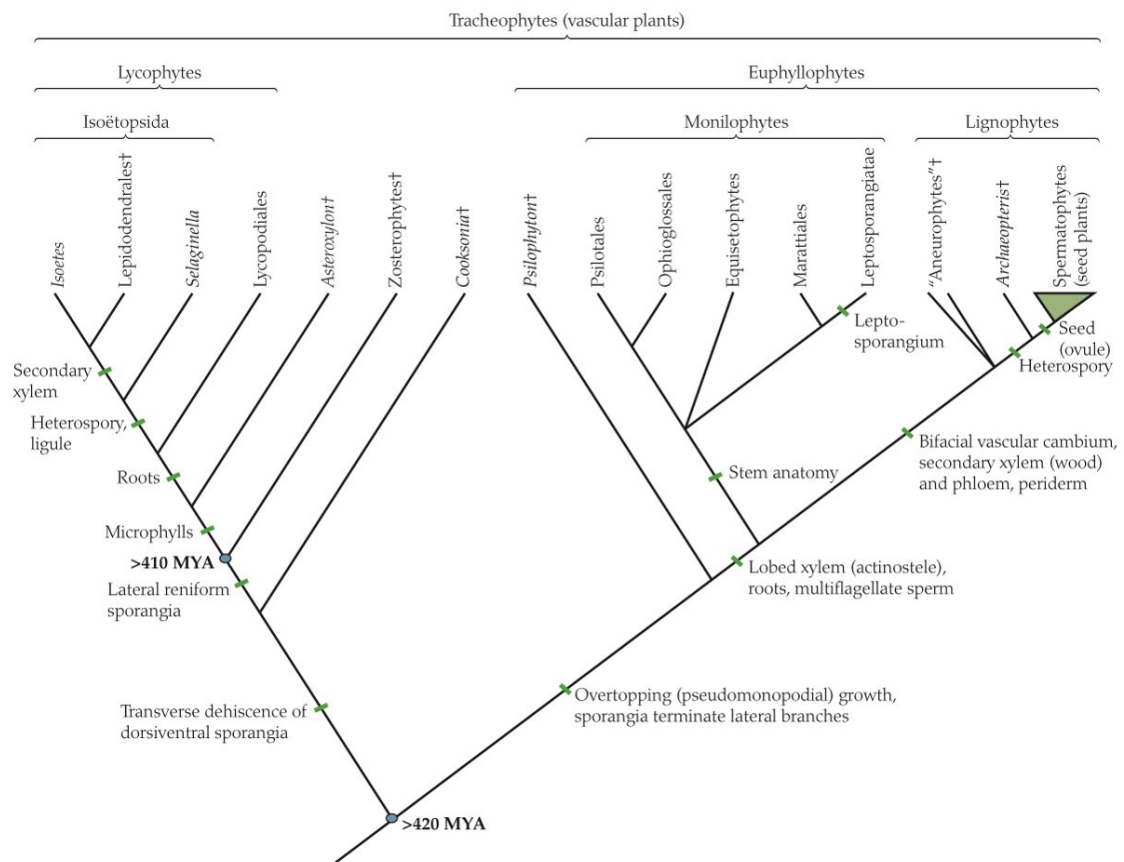 Tracheophytes (vascular plants)
Lycophytes
Euphyllophytes
Isoëtopsida
Monilophytes
Lignophytes
Isoetes
Lepidodendrales†
Selaginella
Lycopodiales
Asteroxylon†
Zosterophytes†
Cooksonia†
Psilophyton†
Psilotales
Ophioglossales
Equisetophytes
Marattiales
Leptosporangiatae
"Aneurophytes"†
Archaeopteris†
Spermatophytes
(seed plants)
Lepto-
sporangium
Seed
(ovule)
Heterospory
Secondary
xylem
Heterospory,
ligule
Bifacial vascular cambium,
secondary xylem (wood)
and phloem, periderm
Roots
Stem anatomy
Microphylls
>410 MYA
Lateral reniform
sporangia
Lobed xylem (actinostele),
roots, multiflagellate sperm
Overtopping (pseudomonopodial) growth,
sporangia terminate lateral branches
Transverse dehiscence of
dorsiventral sporangia
>420 MYA